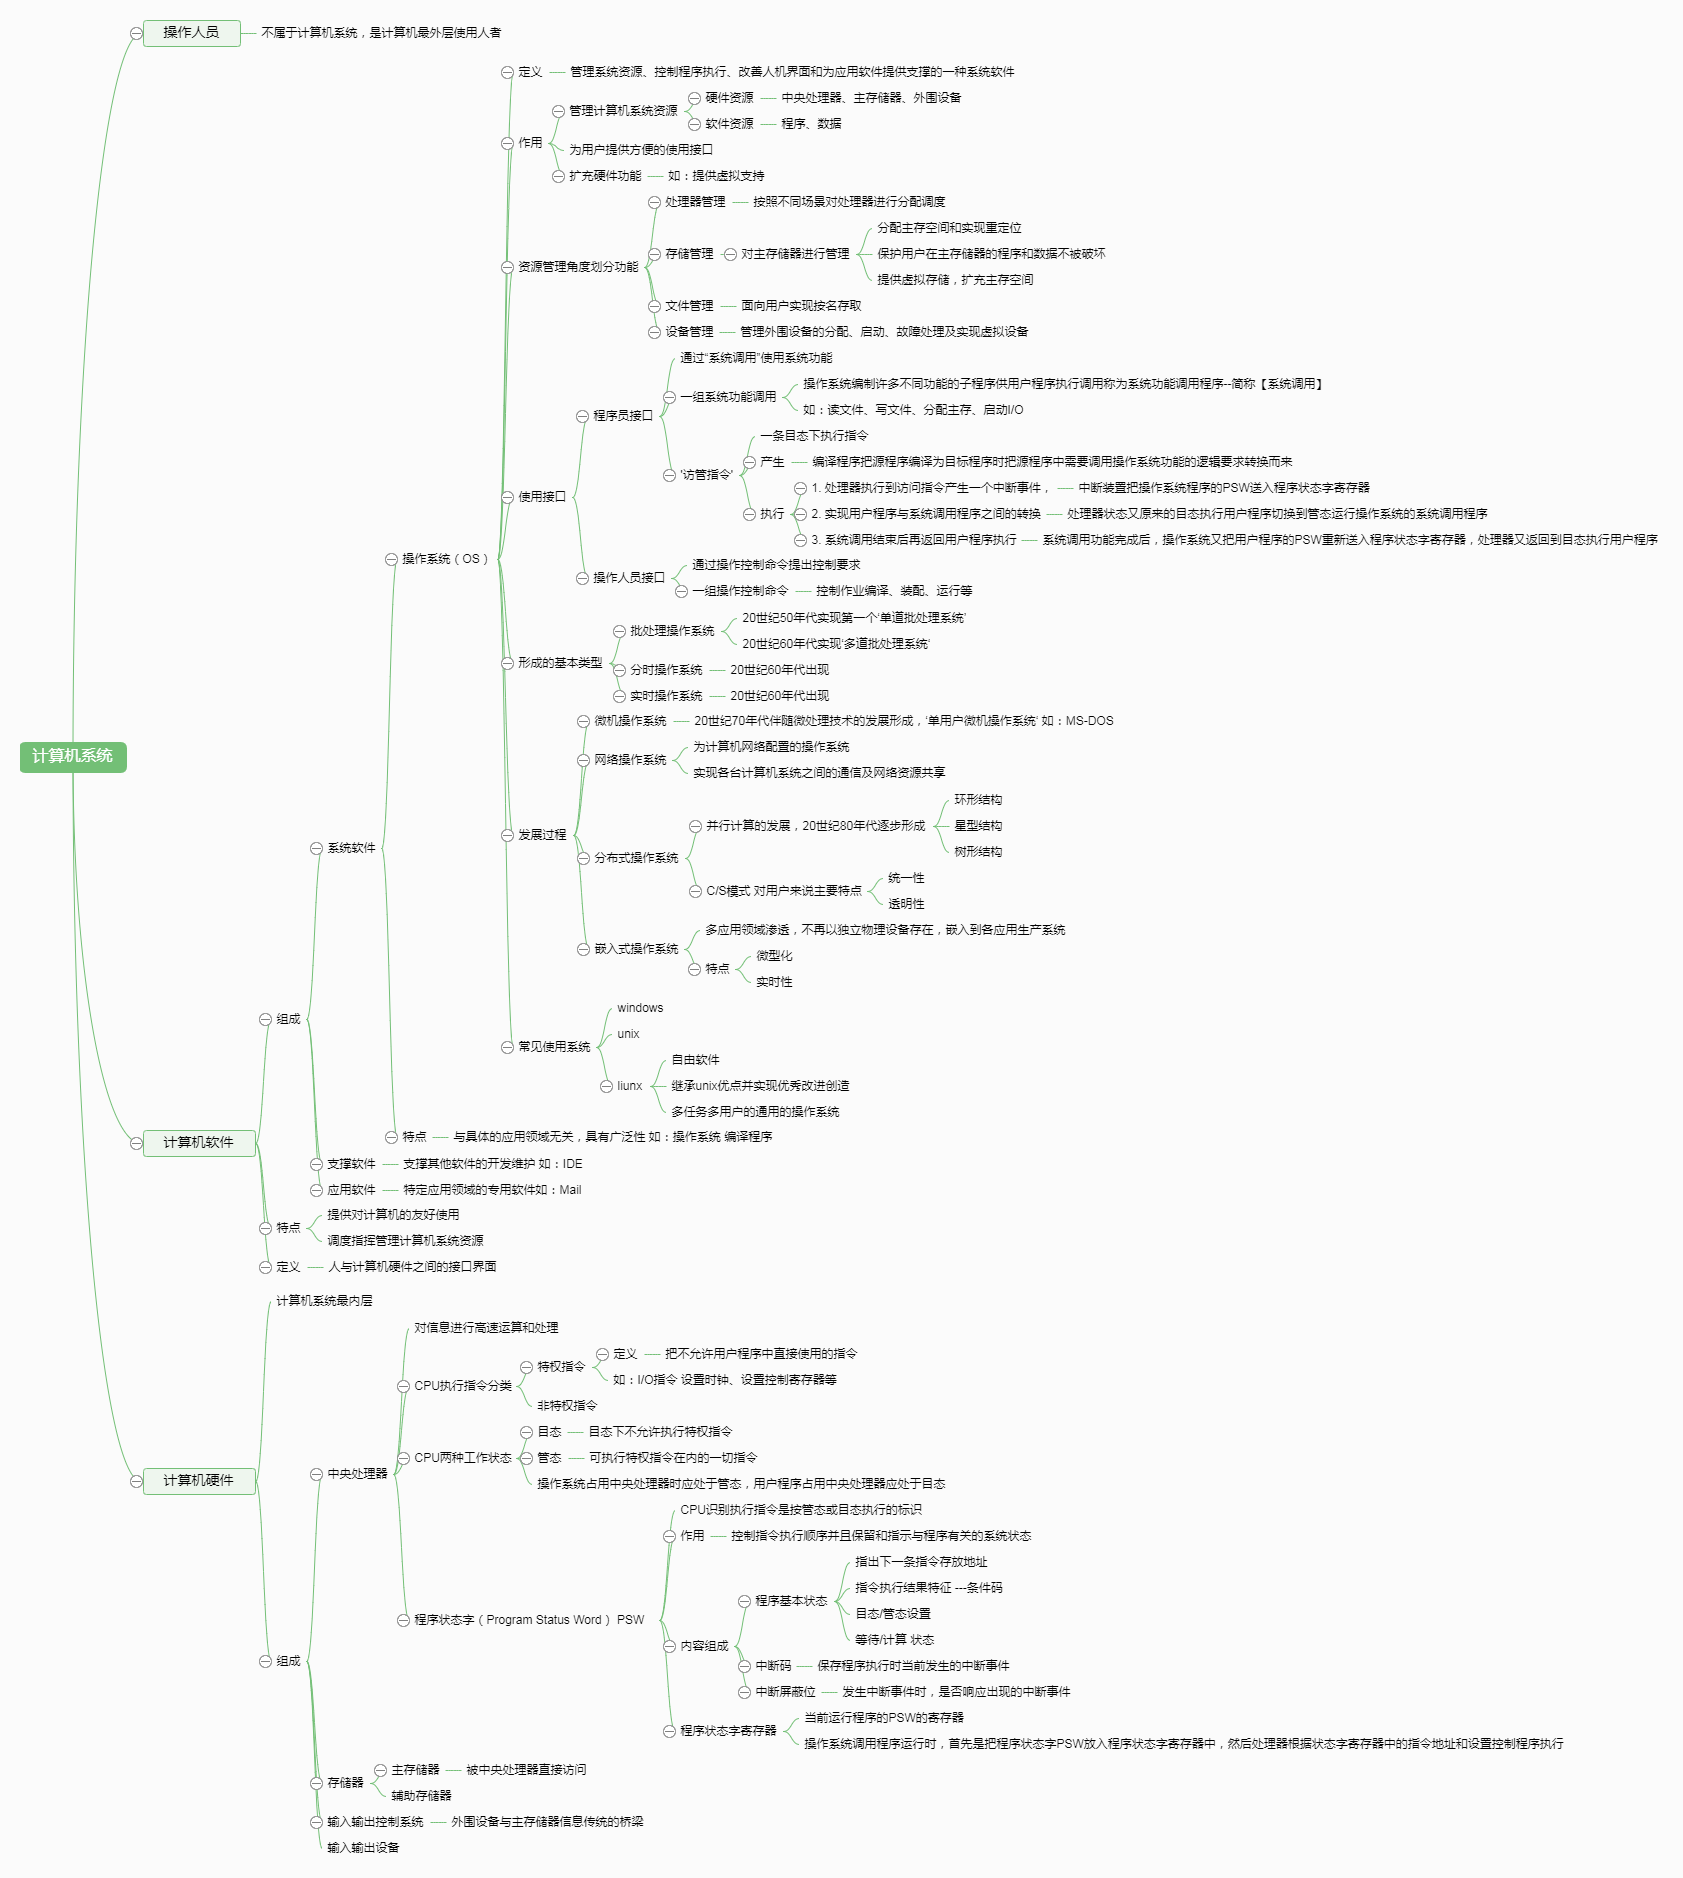 操作人员
不属于计算机系统，是计算机最外层使用人者
定义
管理系统资源、控制程序执行、改善人机界面和为应用软件提供支撑的一种系统软件
作用
管理计算机系统资源
硬件资源
中央处理器、主存储器、外围设备
软件资源
程序、数据
为用户提供方便的使用接口
扩充硬件功能
如：提供虚拟支持
资源管理角度划分功能
处理器管理
按照不同场景对处理器进行分配调度
存储管理
对主存储器进行管理
分配主存空间和实现重定位
保护用户在主存储器的程序和数据不被破坏
提供虚拟存储，扩充主存空间
文件管理
面向用户实现按名存取
设备管理
管理外围设备的分配、启动、故障处理及实现虚拟设备
使用接口
程序员接口
通过“系统调用”使用系统功能
一组系统功能调用
操作系统编制许多不同功能的子程序供用户程序执行调用称为系统功能调用程序--简称【系统调用】
如：读文件、写文件、分配主存、启动I/O
'访管指令'
一条目态下执行指令
产生
编译程序把源程序编译为目标程序时把源程序中需要调用操作系统功能的逻辑要求转换而来
执行
1. 处理器执行到访问指令产生一个中断事件，
中断装置把操作系统程序的PSW送入程序状态字寄存器
2. 实现用户程序与系统调用程序之间的转换
处理器状态又原来的目态执行用户程序切换到管态运行操作系统的系统调用程序
3. 系统调用结束后再返回用户程序执行
系统调用功能完成后，操作系统又把用户程序的PSW重新送入程序状态字寄存器，处理器又返回到目态执行用户程序
操作人员接口
通过操作控制命令提出控制要求
一组操作控制命令
控制作业编译、装配、运行等
操作系统（OS）
形成的基本类型
批处理操作系统
20世纪50年代实现第一个‘单道批处理系统’
20世纪60年代实现‘多道批处理系统‘
分时操作系统
20世纪60年代出现
实时操作系统
20世纪60年代出现
发展过程
微机操作系统
20世纪70年代伴随微处理技术的发展形成，‘单用户微机操作系统‘ 如：MS-DOS
网络操作系统
为计算机网络配置的操作系统
实现各台计算机系统之间的通信及网络资源共享
分布式操作系统
并行计算的发展，20世纪80年代逐步形成
环形结构
星型结构
树形结构
C/S模式 对用户来说主要特点
统一性
透明性
嵌入式操作系统
多应用领域渗透，不再以独立物理设备存在，嵌入到各应用生产系统
特点
微型化
实时性
常见使用系统
windows
unix
liunx
自由软件
继承unix优点并实现优秀改进创造
多任务多用户的通用的操作系统
计算机系统
系统软件
组成
特点
与具体的应用领域无关，具有广泛性 如：操作系统 编译程序
计算机软件
支撑软件
支撑其他软件的开发维护 如：IDE
应用软件
特定应用领域的专用软件如：Mail
特点
提供对计算机的友好使用
调度指挥管理计算机系统资源
定义
人与计算机硬件之间的接口界面
计算机硬件
计算机系统最内层
组成
中央处理器
对信息进行高速运算和处理
CPU执行指令分类
特权指令
定义
把不允许用户程序中直接使用的指令
如：I/O指令 设置时钟、设置控制寄存器等
非特权指令
CPU两种工作状态
目态
目态下不允许执行特权指令
管态
可执行特权指令在内的一切指令
操作系统占用中央处理器时应处于管态，用户程序占用中央处理器应处于目态
程序状态字（Program Status Word） PSW
CPU识别执行指令是按管态或目态执行的标识
作用
控制指令执行顺序并且保留和指示与程序有关的系统状态
内容组成
程序基本状态
指出下一条指令存放地址
指令执行结果特征 ---条件码
目态/管态设置
等待/计算 状态
中断码
保存程序执行时当前发生的中断事件
中断屏蔽位
发生中断事件时，是否响应出现的中断事件
程序状态字寄存器
当前运行程序的PSW的寄存器
操作系统调用程序运行时，首先是把程序状态字PSW放入程序状态字寄存器中，然后处理器根据状态字寄存器中的指令地址和设置控制程序执行
存储器
主存储器
被中央处理器直接访问
辅助存储器
输入输出控制系统
外围设备与主存储器信息传统的桥梁
输入输出设备